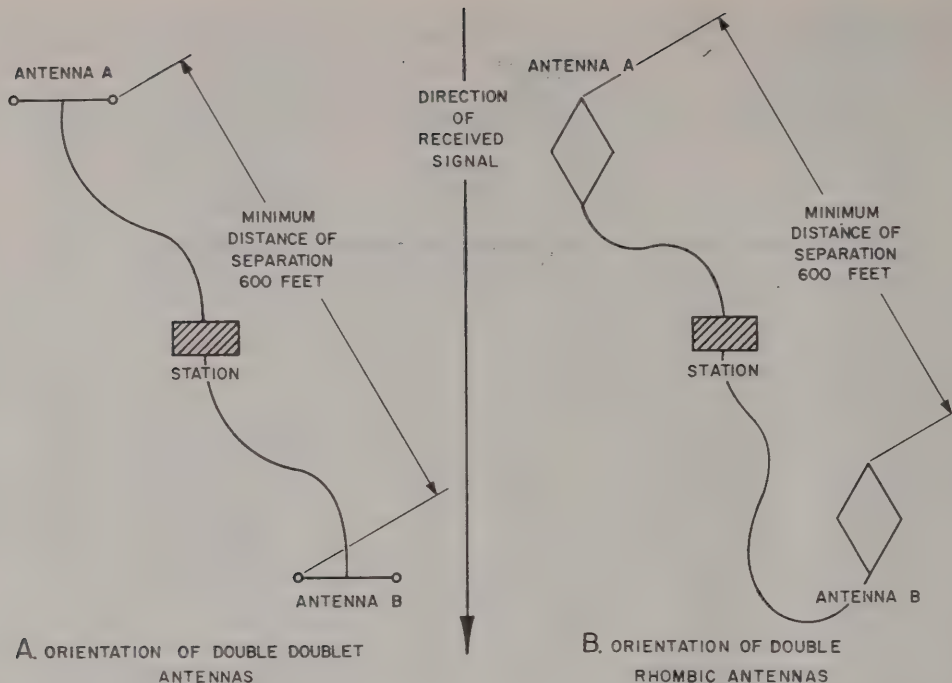 ANTENNA A
MINIMUM
DISTANCE OF
SEPARATION
600 FEET
STATION
ANTENNA B
A. ORIENTATION OF DOUBLE DOUBLET
ANTENNAS
DIRECTION
OF
RECEIVED
SIGNAL
ANTENNA A
MINIMUM
DISTANCE OF
SEPARATION
600 FEET
STATION
ANTENNA B
B. ORIENTATION OF DOUBLE
RHOMBIC ANTENNAS